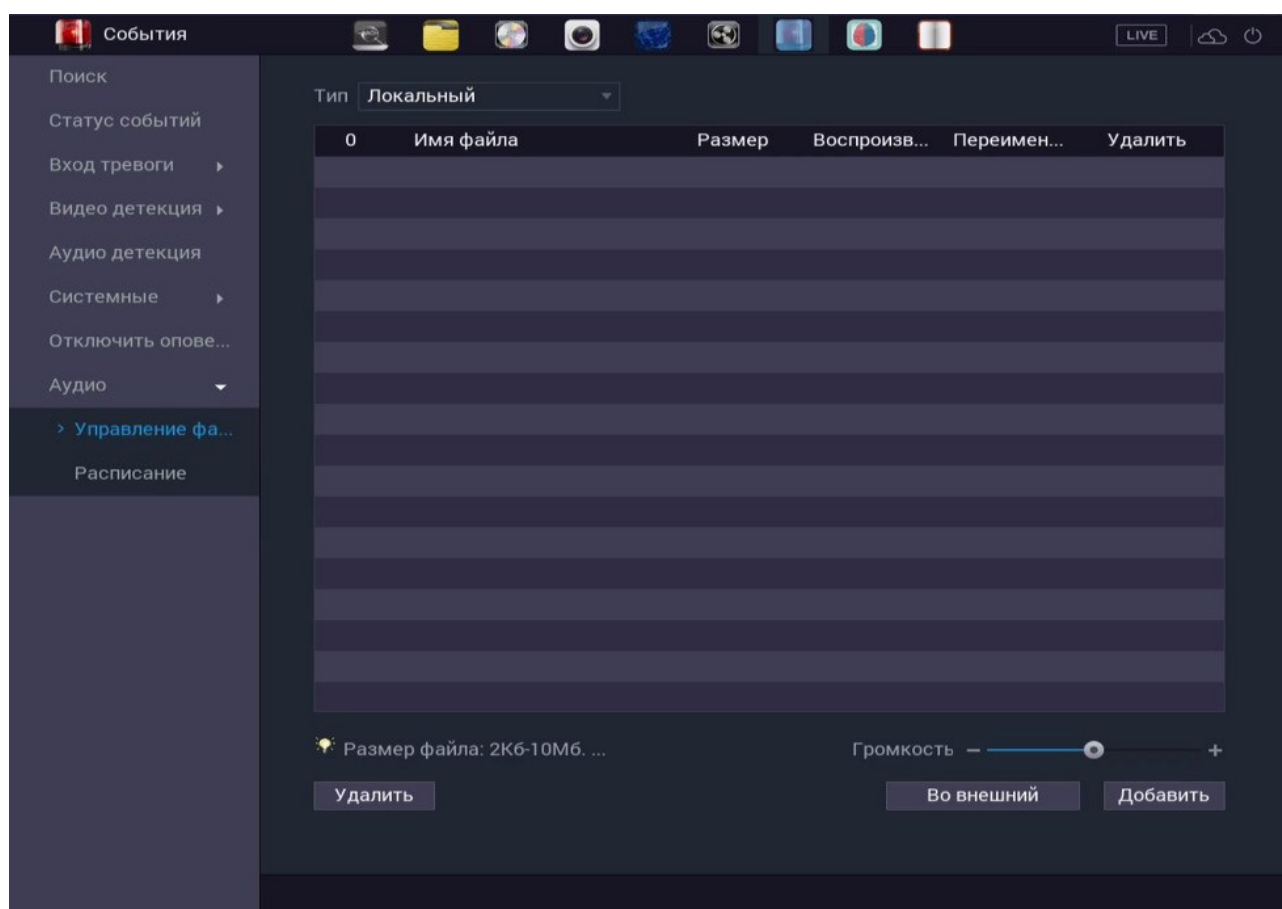 События
LIVE
Поиск
Статус событий
Вход тревоги
Видео детекция
Аудио детекция
Системные
Отключить опове...
Аудио
> Управление фа...
Расписание
Тип Локальный
0 Имя файла Размер Воспроизв... Переимен... Удалить
Размер файла: 2Кб-10Мб. ...
Громкость − +
Удалить
Во внешний
Добавить